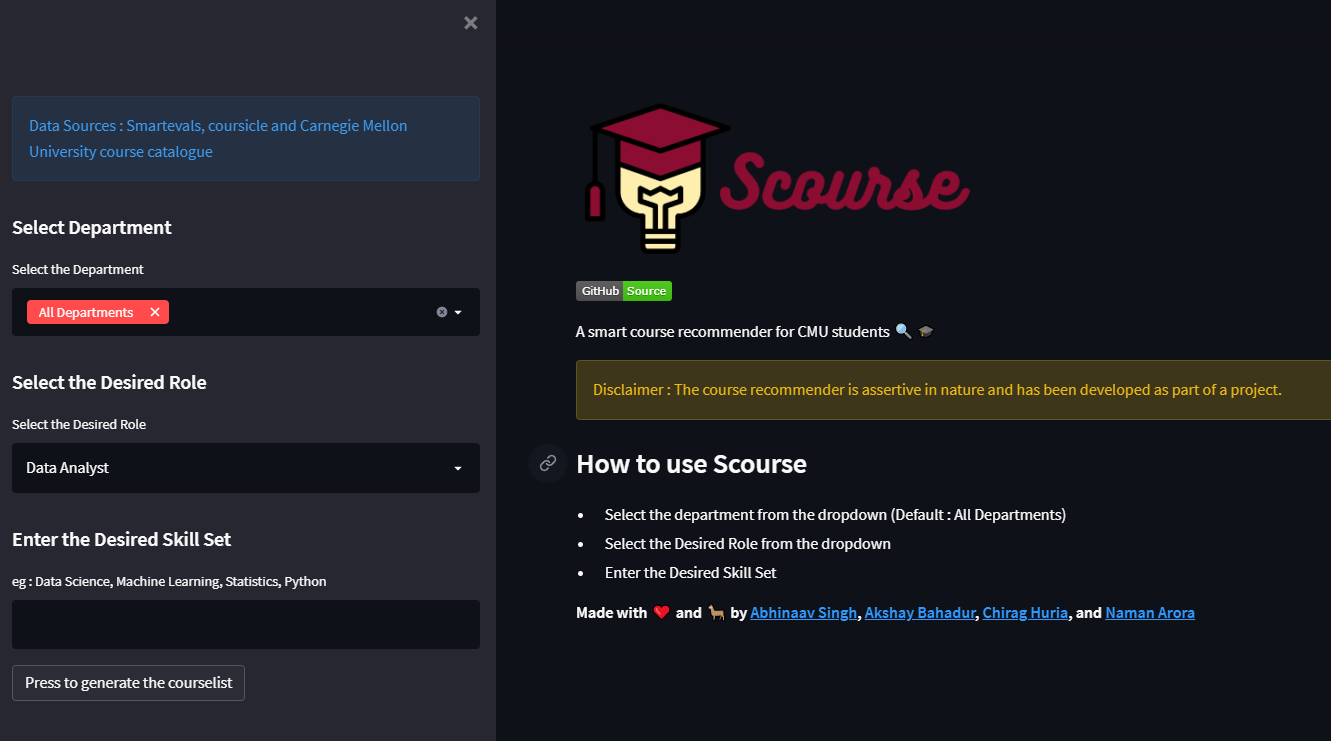 Data Sources : Smartevals, coursicle and Carnegie Mellon
University course catalogue
Select Department
Select the Department
All Departments
Select the Desired Role
Select the Desired Role
Data Analyst
Enter the Desired Skill Set
eg : Data Science, Machine Learning, Statistics, Python
Press to generate the courselist
Scourse
GitHub Source
A smart course recommender for CMU students 🔍 🎓
Disclaimer : The course recommender is assertive in nature and has been developed as part of a project.
How to use Scourse
• Select the department from the dropdown (Default : All Departments)
• Select the Desired Role from the dropdown
• Enter the Desired Skill Set
Made with ❤️ and 🐐 by Abhinaav Singh, Akshay Bahadur, Chirag Huria, and Naman Arora